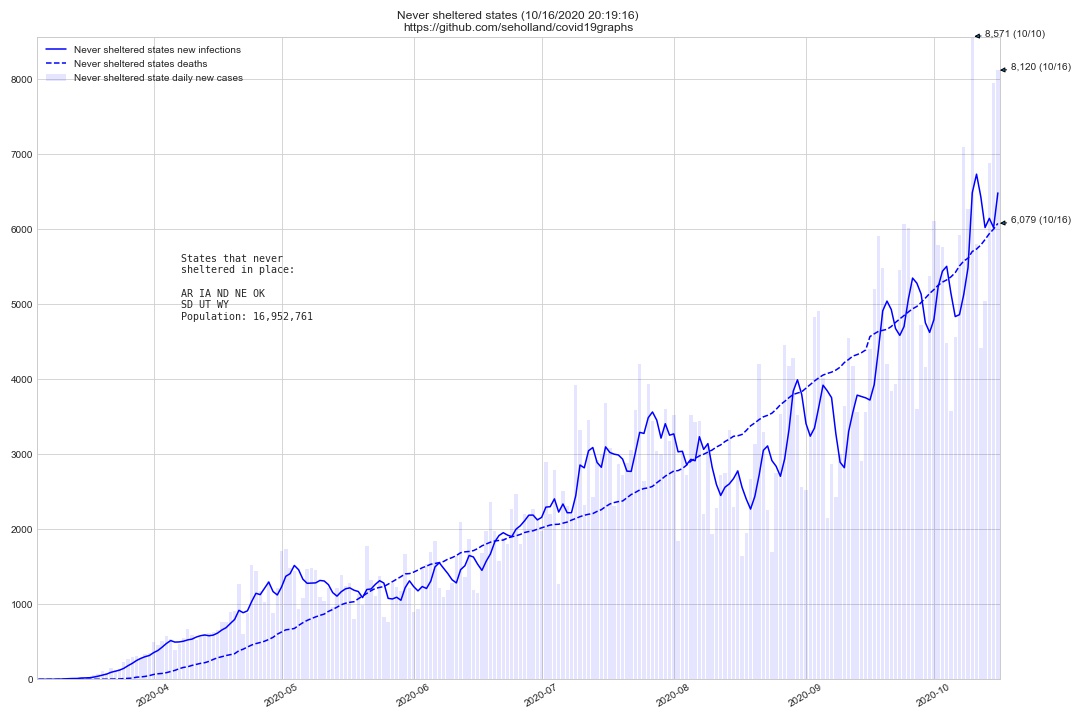 Never sheltered states (10/16/2020 20:19:16)
https://github.com/seholland/covid19graphs
8,571 (10/10)
Never sheltered states new infections
Never sheltered states deaths
Never sheltered state daily new cases
8,120 (10/16)
8000
7000
6000
6,079 (10/16)
States that never
sheltered in place:
AR IA ND NE OK
SD UT WY
Population: 16,952,761
5000
4000
3000
2000
1000
0
2020-04
2020-05
2020-06
2020-07
2020-08
2020-09
2020-10